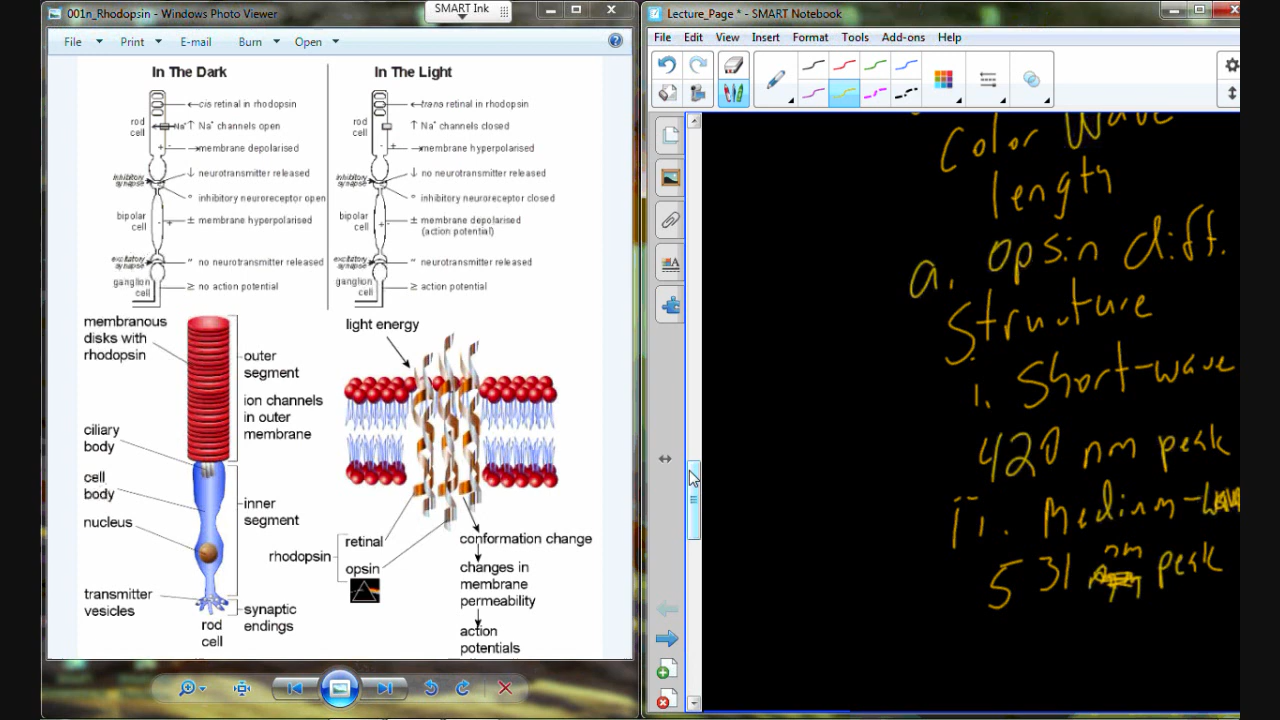 001n_Rhodopsin - Windows Photo Viewer
SMART Ink
File Print E-mail Burn Open
In The Dark
cis retinal in rhodopsin
rod cell
Na⁺ ↑ Na⁺ channels open
membrane depolarised
inhibitory synapse
↓ neurotransmitter released
inhibitory neuroreceptor open
bipolar cell
± membrane hyperpolarised
excitatory synapse
no neurotransmitter released
ganglion cell
≥ no action potential
In The Light
trans retinal in rhodopsin
rod cell
↑ Na⁺ channels closed
membrane hyperpolarised
inhibitory synapse
↓ no neurotransmitter released
inhibitory neuroreceptor closed
bipolar cell
± membrane depolarised
(action potential)
excitatory synapse
neurotransmitter released
ganglion cell
≥ action potential
membranous
disks with
rhodopsin
outer
segment
ion channels
in outer
membrane
ciliary
body
cell
body
nucleus
inner
segment
transmitter
vesicles
synaptic
endings
rod
cell
light energy
rhodopsin
retinal
opsin
conformation change
changes in
membrane
permeability
action
potentials
Lecture_Page * - SMART Notebook
File Edit View Insert Format Tools Add-ons Help
Color Wave
length
a. opsin diff.
Structure
i. Short-wave
420 nm peak
ii. Medium-
531 nm peak